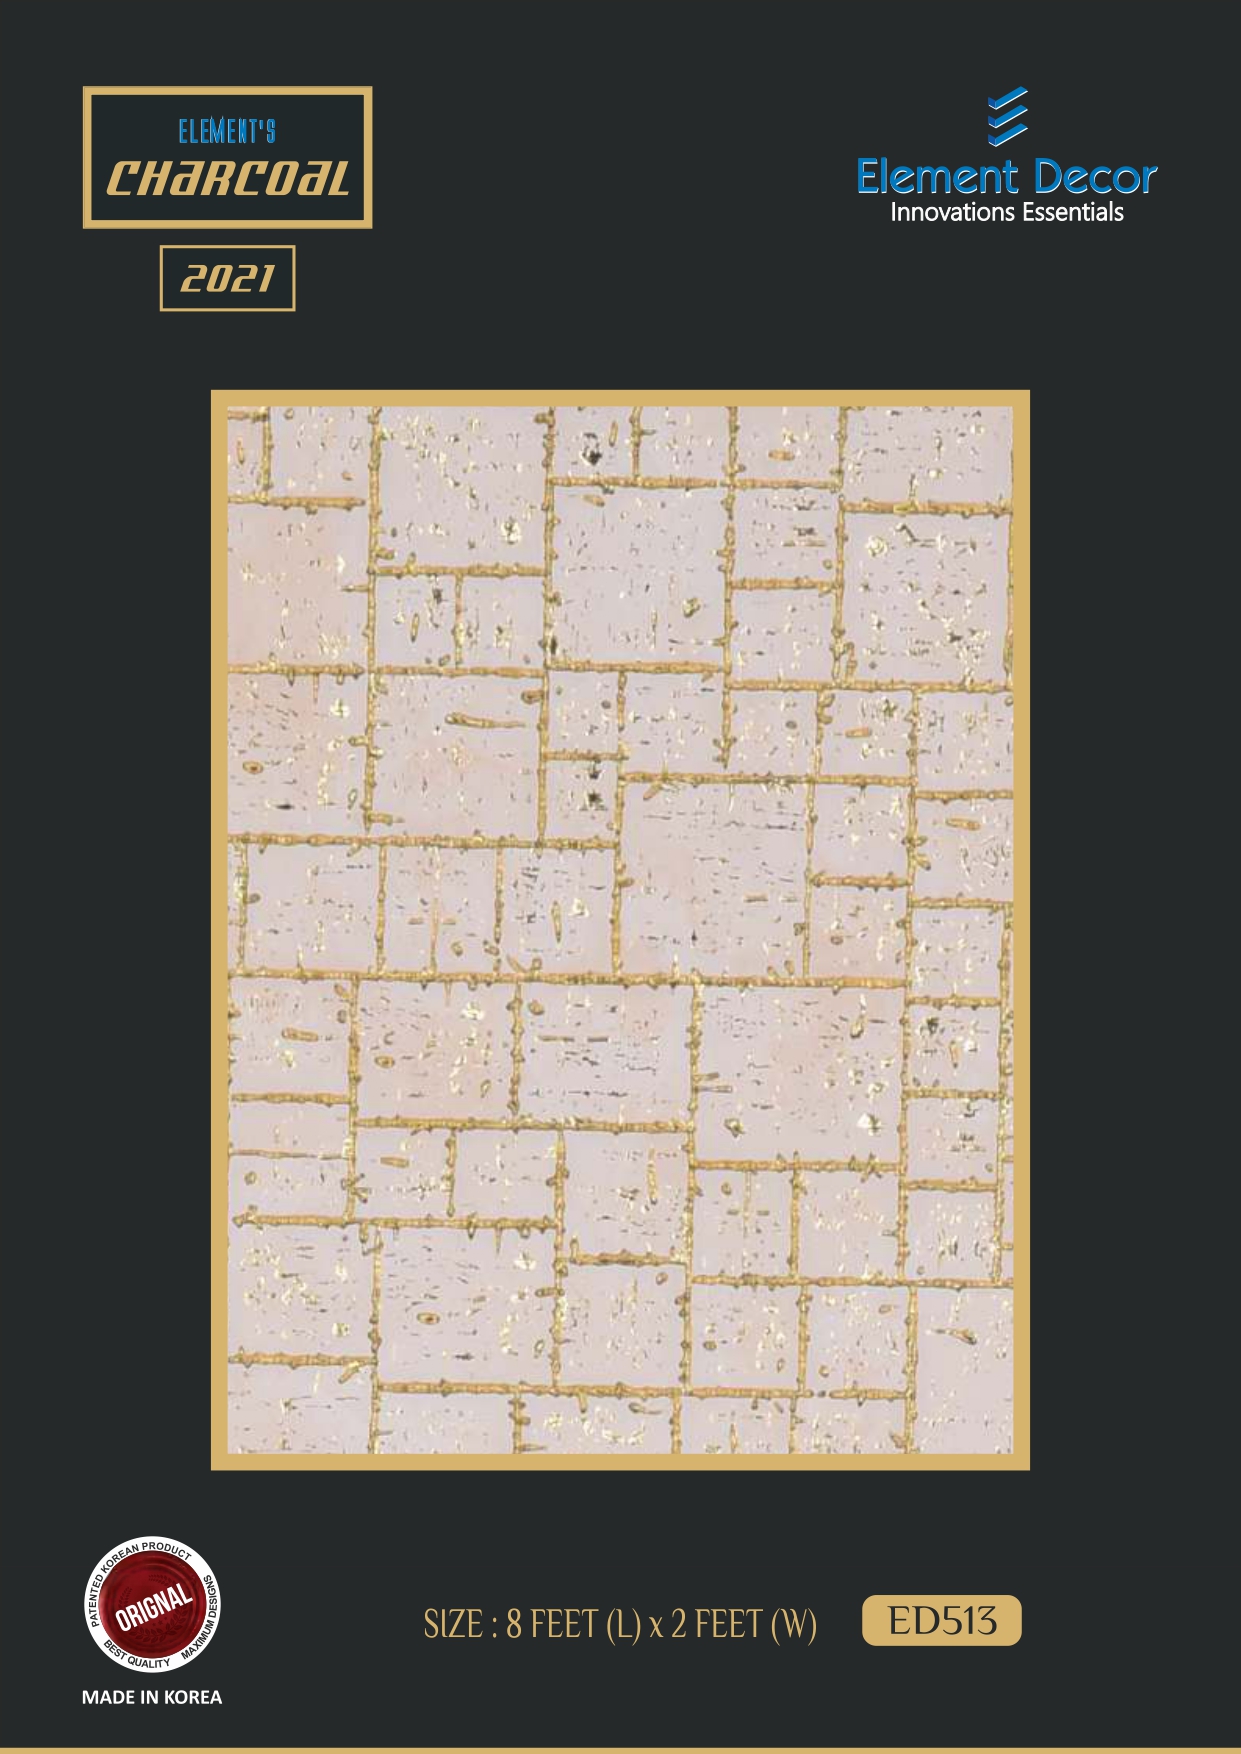 ELEMENT'S
CHARCOAL
2021
Element Decor
Innovations Essentials
PATENTED KOREAN PRODUCT
ORIGNAL
BEST QUALITY
MAXIMUM DESIGNS
MADE IN KOREA
SIZE : 8 FEET (L) x 2 FEET (W)
ED513